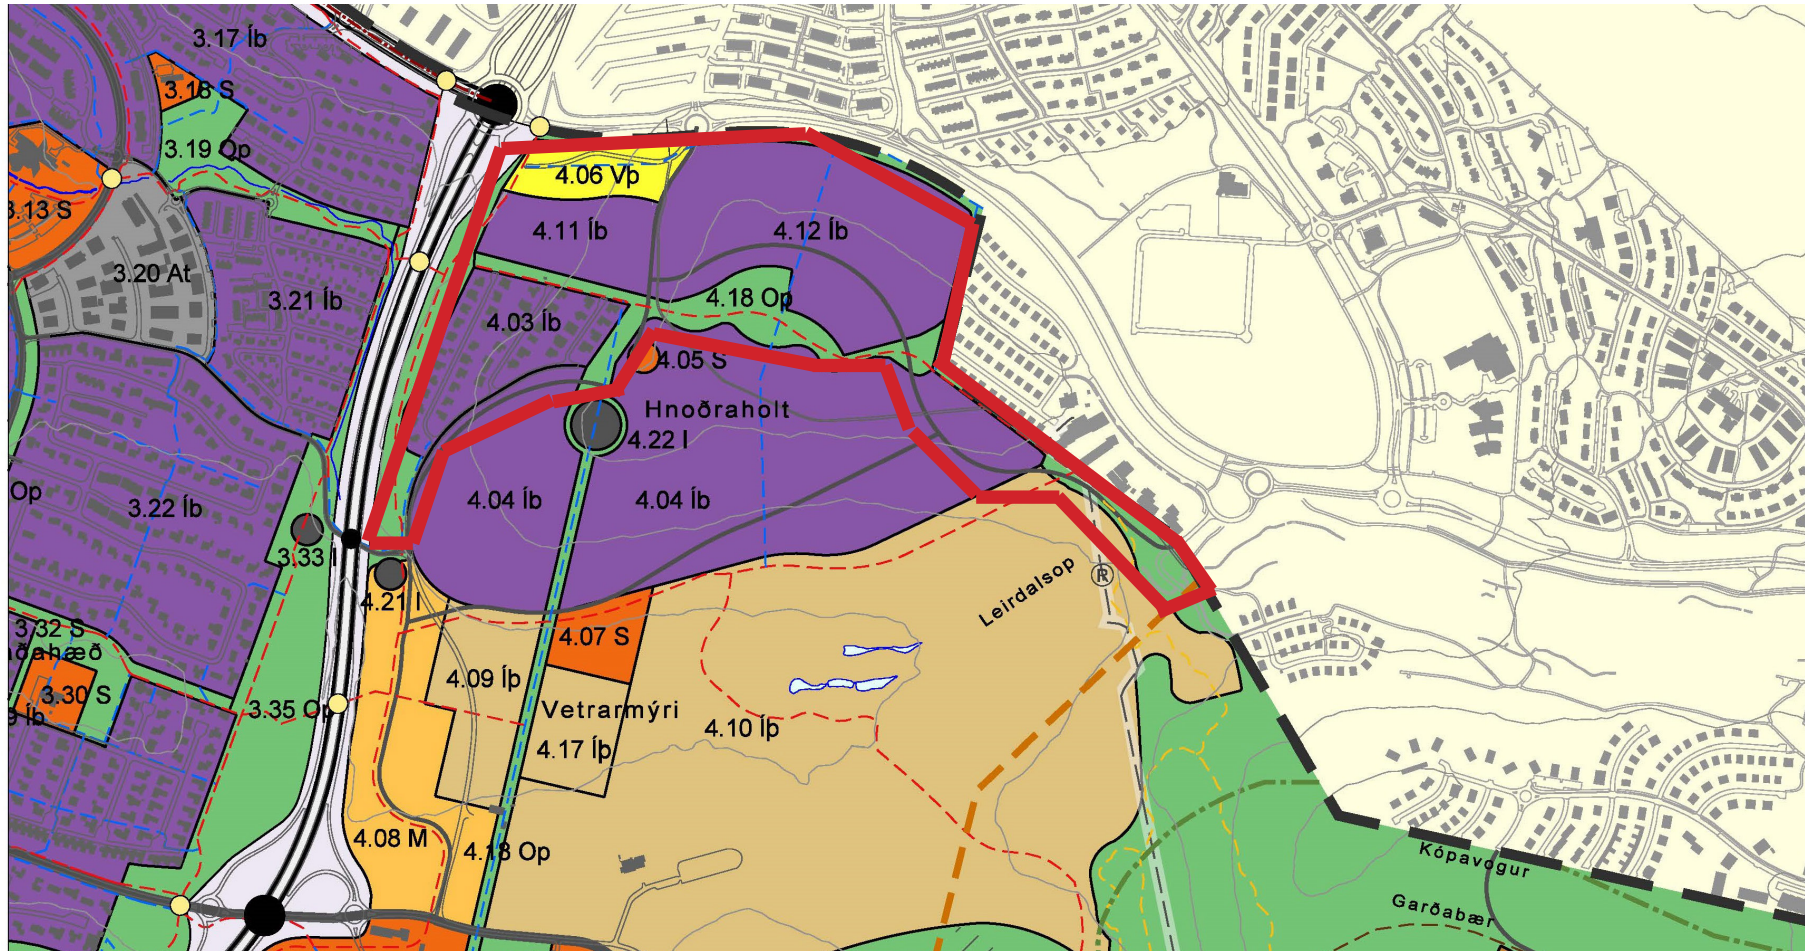 3.17 Íb
3.18 S
3.19 Op
4.06 Vþ
3.13 S
4.11 Íb
4.12 Íb
3.20 At
3.21 Íb
4.18 Op
4.03 Íb
4.05 S
Hnoðraholt
4.22 I
Op
3.22 Íb
4.04 Íb
4.04 Íb
3.33 I
Leirdalsop
R
4.21 I
3.32 S
ðahæð
4.07 S
4.09 Íþ
3.30 S
9 Íb
3.35 Op
Vetrarmýri
4.10 Íþ
4.17 Íþ
4.08 M
4.18 Op
Kópavogur
Garðabær